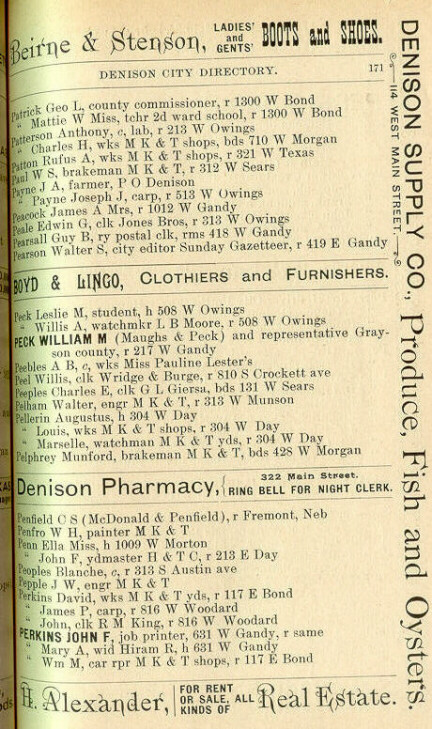 Beirne & Stenson, LADIES' and GENTS' BOOTS and SHOES.
DENISON CITY DIRECTORY. 171
Patrick Geo L, county commissioner, r 1300 W Bond
" Mattie W Miss, tchr 2d ward school, r 1300 W Bond
Patterson Anthony, c, lab, r 213 W Owings
" Charles H, wks M K & T shops, bds 710 W Morgan
Patton Rufus A, wks M K & T shops, r 321 W Texas
Paul W S, brakeman M K & T, r 312 W Sears
Payne J A, farmer, P O Denison
" Payne Joseph J, carp, r 513 W Owings
Peacock James A Mrs, r 1012 W Gandy
Peale Edwin G, clk Jones Bros, r 313 W Owings
Pearsall Guy B, ry postal clk, rms 418 W Gandy
Pearson Walter S, city editor Sunday Gazetteer, r 419 E Gandy
BOYD & LINGO, CLOTHIERS and FURNISHERS.
Peck Leslie M, student, h 508 W Owings
" Willis A, watchmkr L B Moore, r 508 W Owings
PECK WILLIAM M (Maughs & Peck) and representative Gray-
son county, r 217 W Gandy
Peebles A B, c, wks Miss Pauline Lester's
Peel Willis, clk Wridge & Burge, r 810 S Crockett ave
Peeples Charles E, clk G L Giersa, bds 131 W Sears
Pelham Walter, engr M K & T, r 313 W Munson
Pellerin Augustus, h 304 W Day
" Louis, wks M K & T shops, r 304 W Day
" Marselle, watchman M K & T yds, r 304 W Day
Pelphrey Munford, brakeman M K & T, bds 428 W Morgan
Denison Pharmacy, 322 Main Street. RING BELL FOR NIGHT CLERK.
Penfield C S (McDonald & Penfield), r Fremont, Neb
Penfro W H, painter M K & T
Penn Ella Miss, h 1009 W Morton
" John F, ydmaster H & T C, r 213 E Day
Peoples Blanche, c, r 313 S Austin ave
Pepple J W, engr M K & T
Perkins David, wks M K & T yds, r 117 E Bond
" James P, carp, r 816 W Woodard
" John, clk R M King, r 816 W Woodard
PERKINS JOHN F, job printer, 631 W Gandy, r same
" Mary A, wid Hiram R, h 631 W Gandy
" Wm M, car rpr M K & T shops, r 117 E Bond
H. Alexander, FOR RENT OR SALE, ALL KINDS OF Real Estate.
DENISON SUPPLY CO., Produce, Fish and Oysters.
114 WEST MAIN STREET.